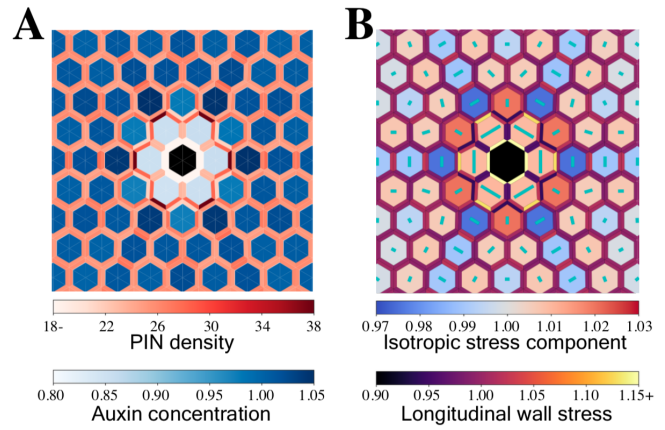 A B
18- 22 26 30 34 38
PIN density
0.97 0.98 0.99 1.00 1.01 1.02 1.03
Isotropic stress component
0.80 0.85 0.90 0.95 1.00 1.05
Auxin concentration
0.90 0.95 1.00 1.05 1.10 1.15+
Longitudinal wall stress